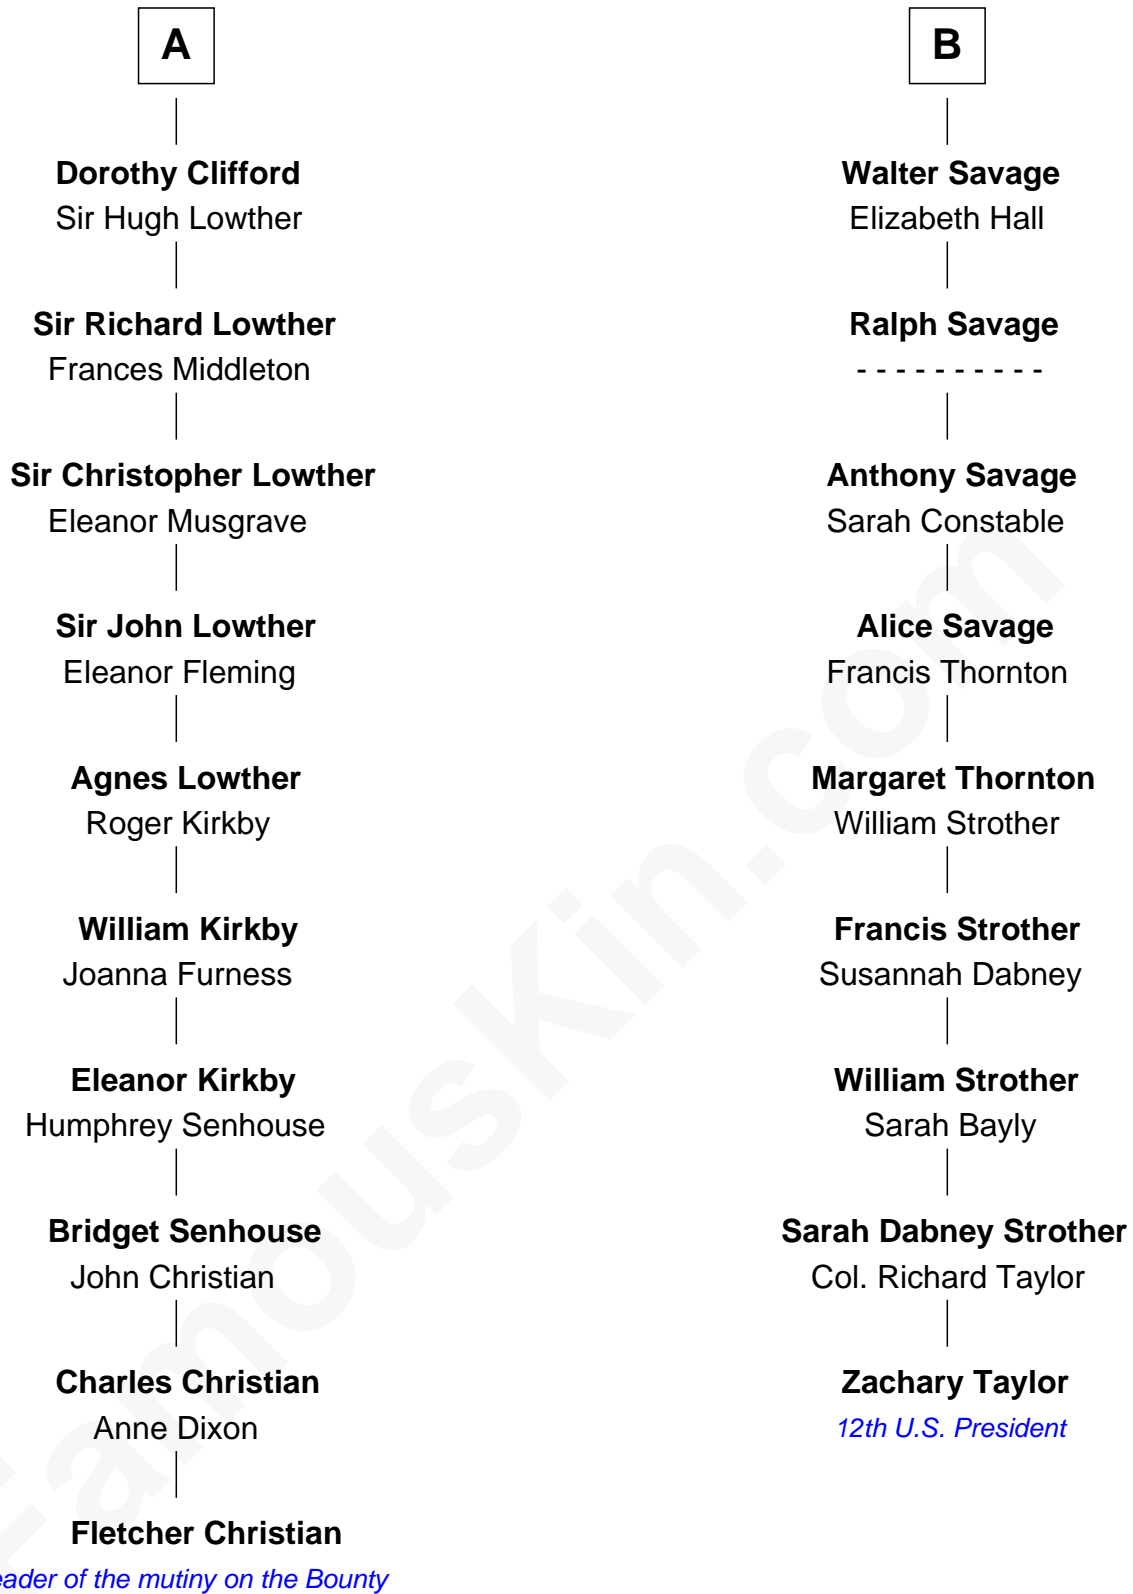 A
Dorothy Clifford
Sir Hugh Lowther
Sir Richard Lowther
Frances Middleton
Sir Christopher Lowther
Eleanor Musgrave
Sir John Lowther
Eleanor Fleming
Agnes Lowther
Roger Kirkby
William Kirkby
Joanna Furness
Eleanor Kirkby
Humphrey Senhouse
Bridget Senhouse
John Christian
Charles Christian
Anne Dixon
Fletcher Christian
eader of the mutiny on the Bounty
B
Walter Savage
Elizabeth Hall
Ralph Savage
- - - - - - - - - -
Anthony Savage
Sarah Constable
Alice Savage
Francis Thornton
Margaret Thornton
William Strother
Francis Strother
Susannah Dabney
William Strother
Sarah Bayly
Sarah Dabney Strother
Col. Richard Taylor
Zachary Taylor
12th U.S. President
FamousKin.com